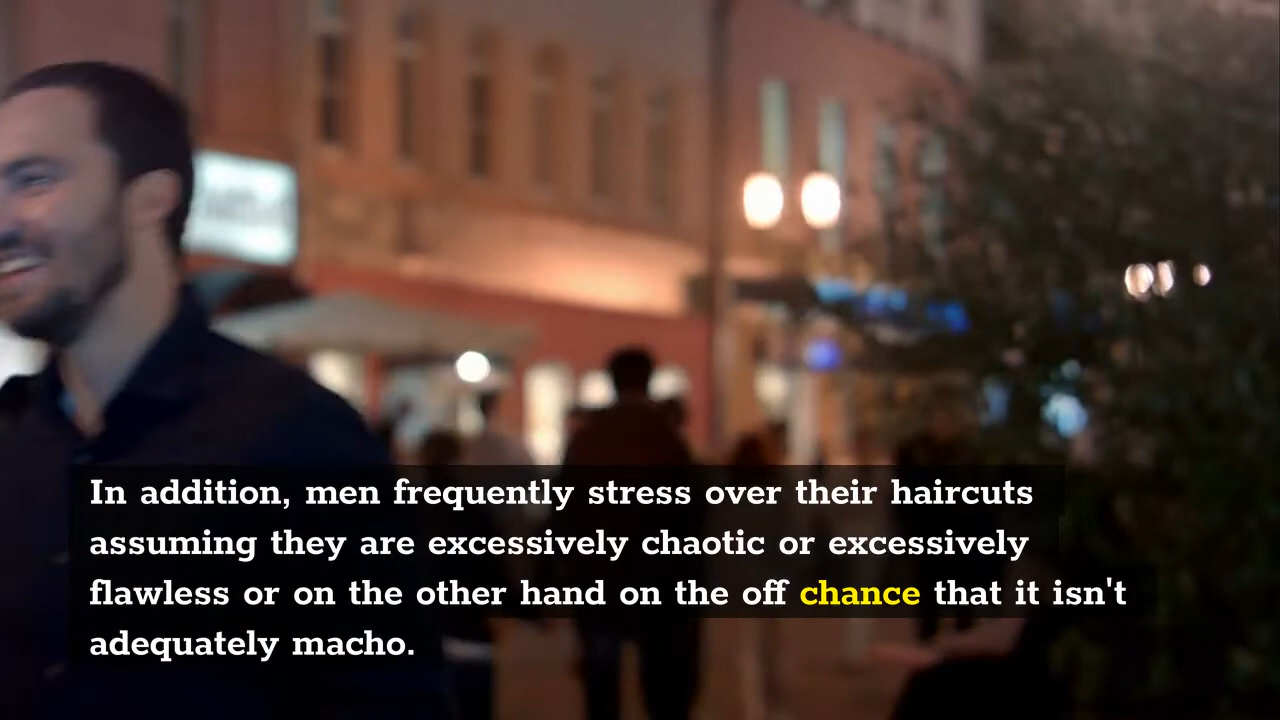 In addition, men frequently stress over their haircuts
assuming they are excessively chaotic or excessively
flawless or on the other hand on the off chance that it isn't
adequately macho.